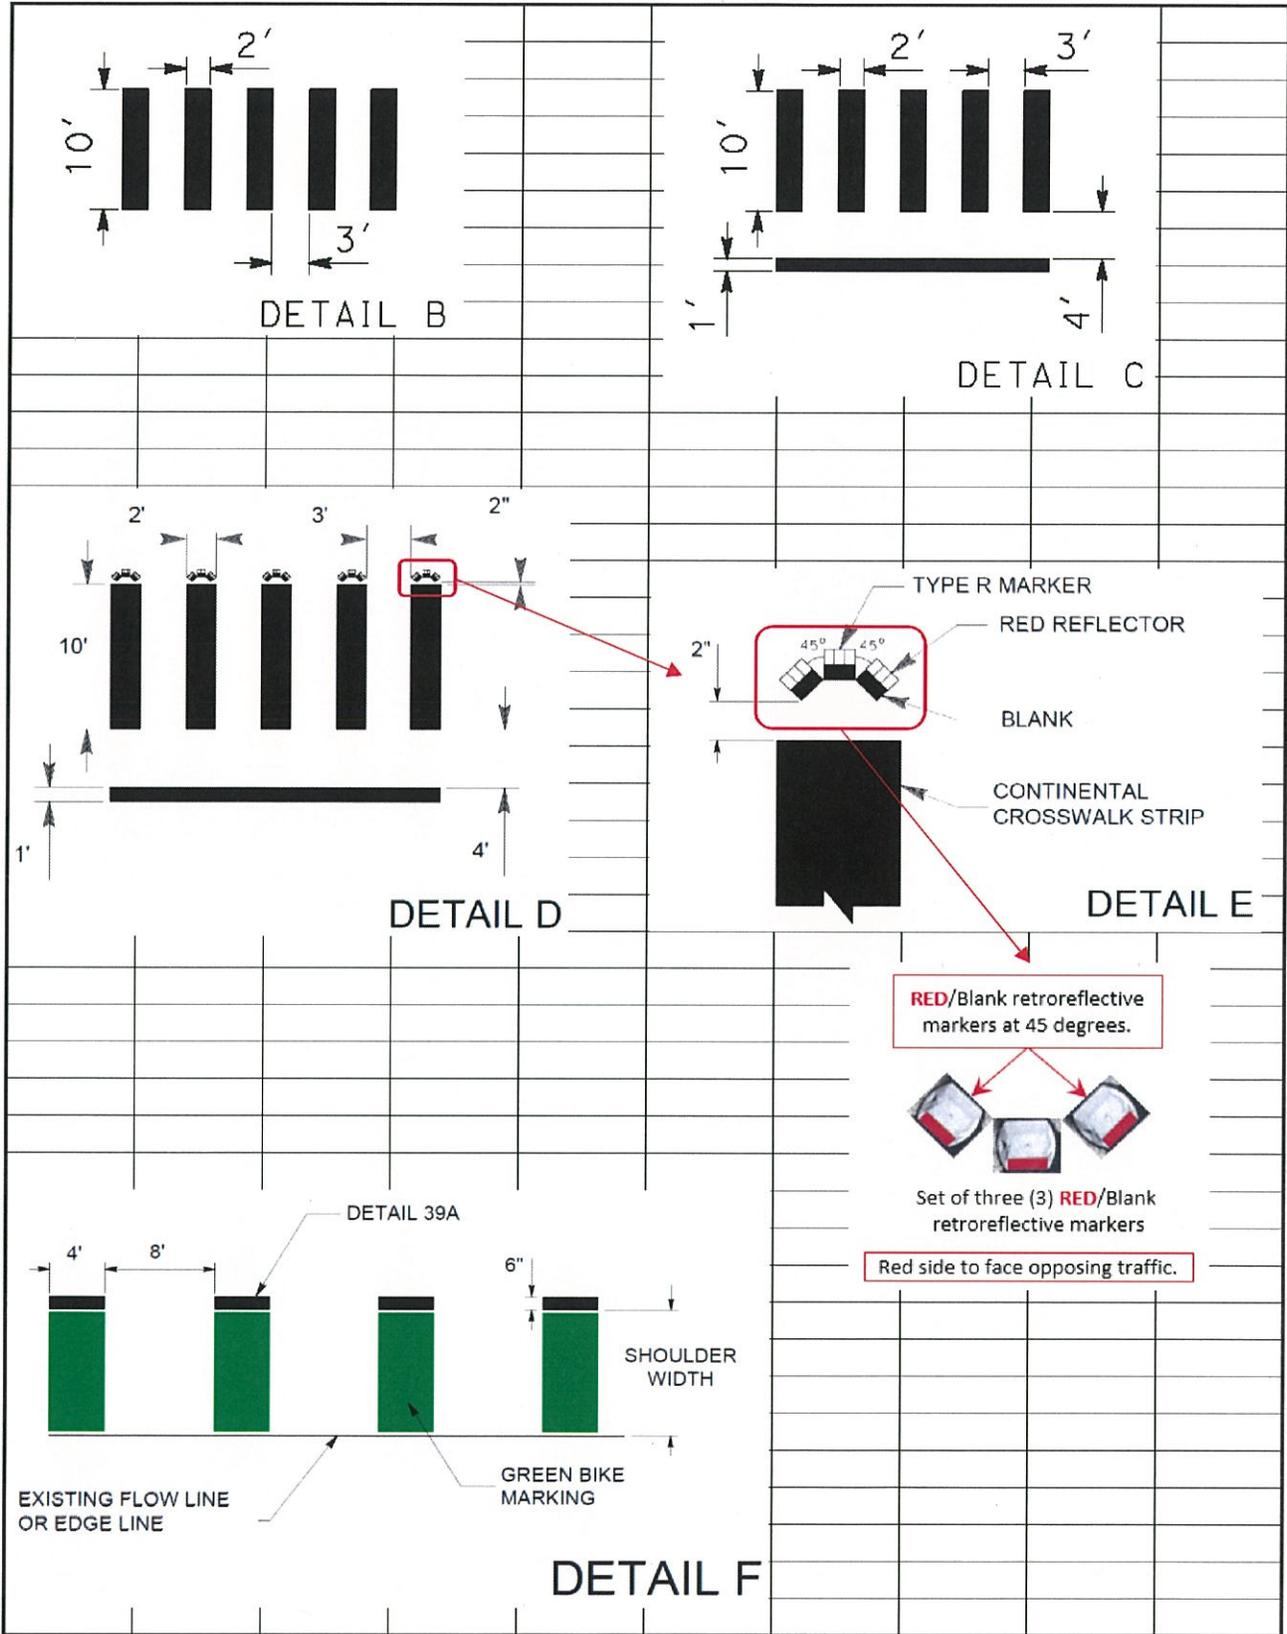 2'
10'
3'
DETAIL B
2'
3'
10'
1'
4'
DETAIL C
2'
3'
2"
10'
1'
4'
DETAIL D
TYPE R MARKER
RED REFLECTOR
45°
45°
2"
BLANK
CONTINENTAL
CROSSWALK STRIP
DETAIL E
RED/Blank retroreflective
markers at 45 degrees.
Set of three (3) RED/Blank
retroreflective markers
Red side to face opposing traffic.
DETAIL 39A
4'
8'
6"
SHOULDER
WIDTH
GREEN BIKE
MARKING
EXISTING FLOW LINE
OR EDGE LINE
DETAIL F